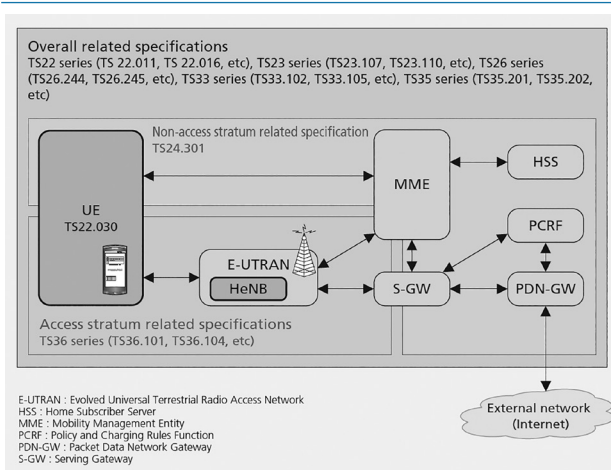 Overall related specifications
TS22 series (TS 22.011, TS 22.016, etc), TS23 series (TS23.107, TS23.110, etc), TS26 series
(TS26.244, TS26.245, etc), TS33 series (TS33.102, TS33.105, etc), TS35 series (TS35.201, TS35.202,
etc)
Non-access stratum related specification
TS24.301
UE
TS22.030
MME
HSS
PCRF
E-UTRAN
HeNB
S-GW
PDN-GW
Access stratum related specifications
TS36 series (TS36.101, TS36.104, etc)
E-UTRAN : Evolved Universal Terrestrial Radio Access Network
HSS : Home Subscriber Server
MME : Mobility Management Entity
PCRF : Policy and Charging Rules Function
PDN-GW : Packet Data Network Gateway
S-GW : Serving Gateway
External network
(Internet)